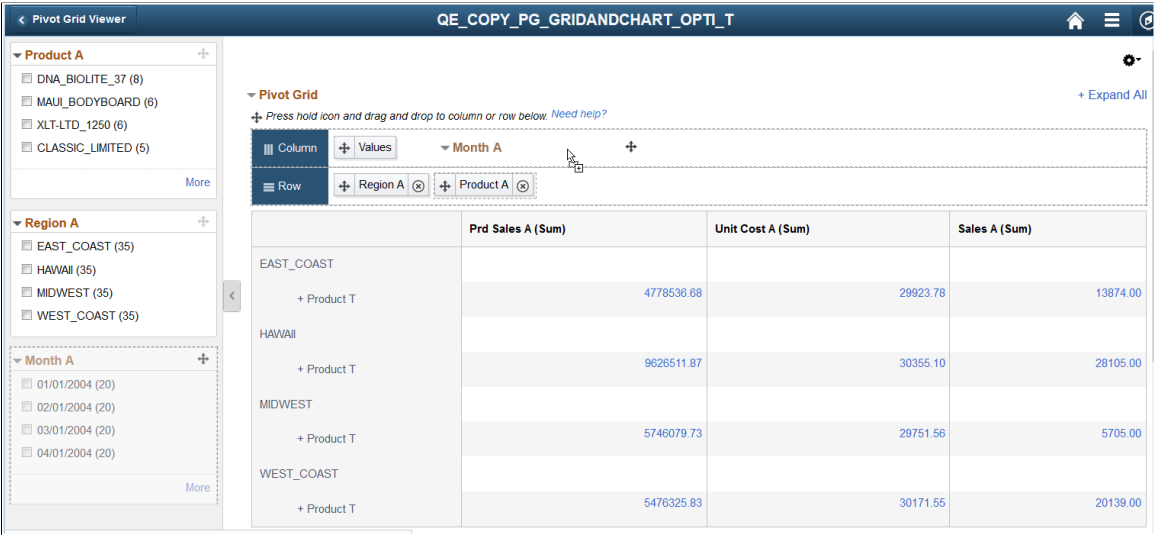 Pivot Grid Viewer
QE_COPY_PG_GRIDANDCHART_OPTI_T
Product A
DNA_BIOLITE_37 (8)
MAUI_BODYBOARD (6)
XLT-LTD_1250 (6)
CLASSIC_LIMITED (5)
More
Region A
EAST_COAST (35)
HAWAII (35)
MIDWEST (35)
WEST_COAST (35)
Month A
01/01/2004 (20)
02/01/2004 (20)
03/01/2004 (20)
04/01/2004 (20)
More
Pivot Grid
+ Expand All
Press hold icon and drag and drop to column or row below. Need help?
Column Values Month A
Row Region A Product A
Prd Sales A (Sum) Unit Cost A (Sum) Sales A (Sum)
EAST_COAST
+ Product T 4778536.68 29923.78 13874.00
HAWAII
+ Product T 9626511.87 30355.10 28105.00
MIDWEST
+ Product T 5746079.73 29751.56 5705.00
WEST_COAST
+ Product T 5476325.83 30171.55 20139.00